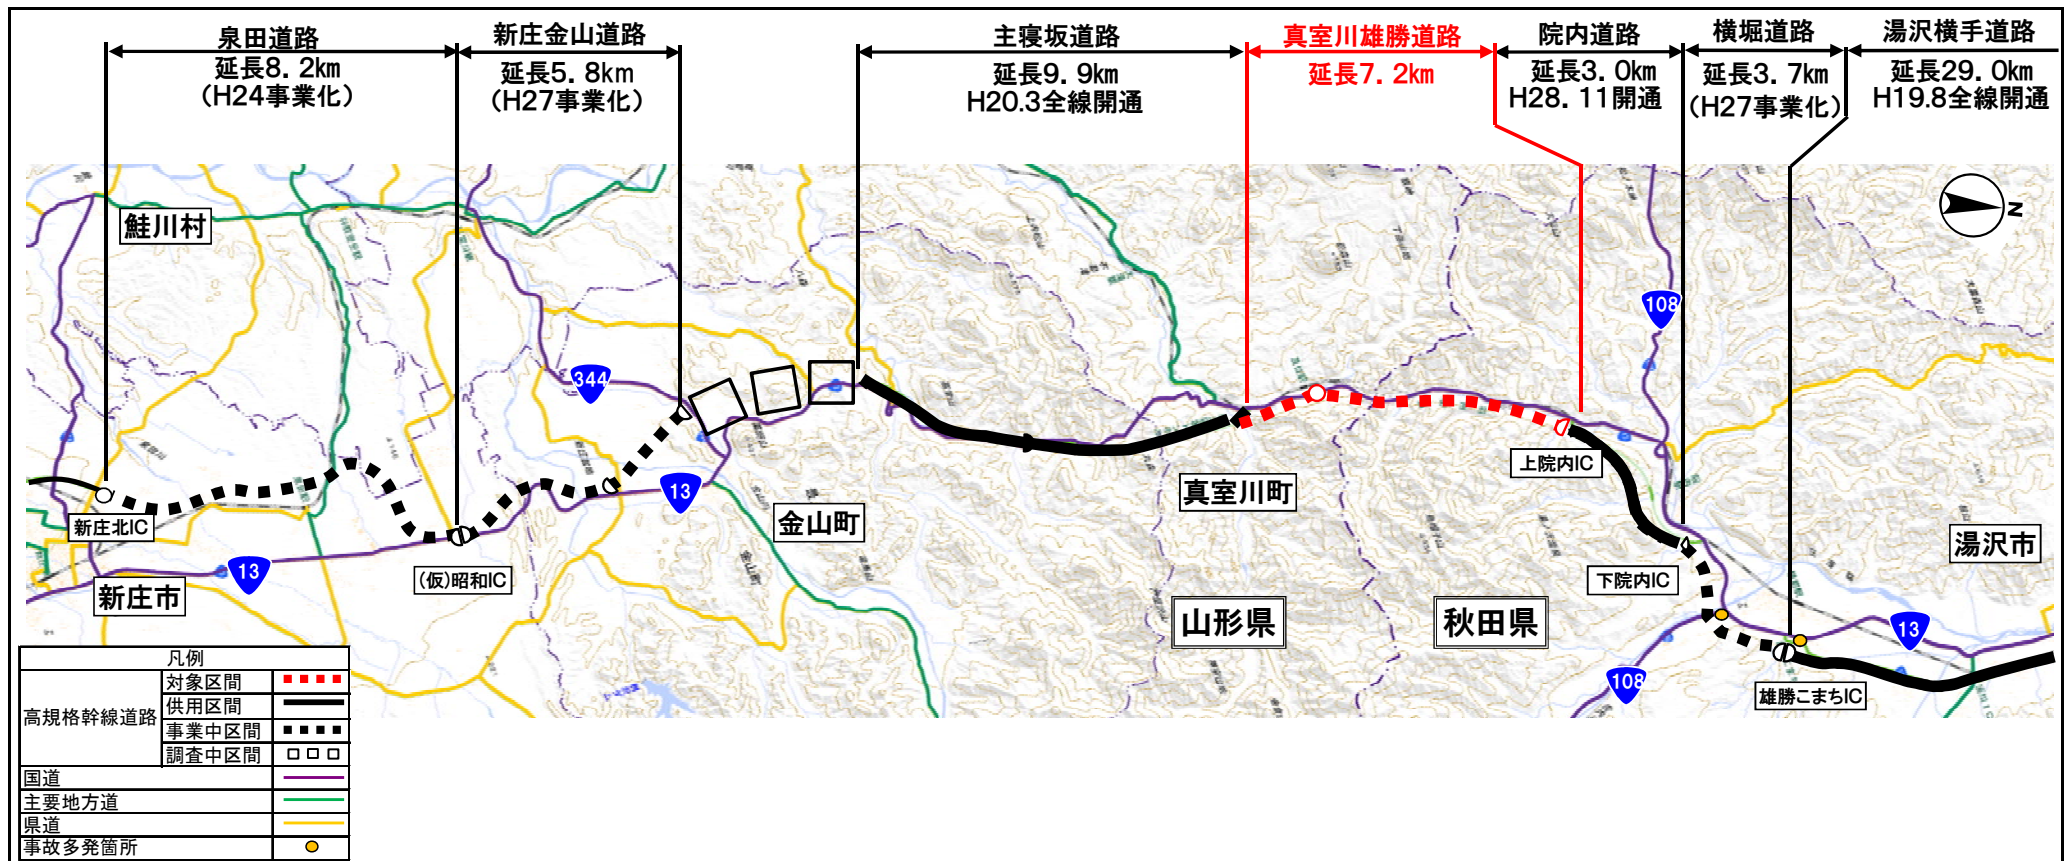 泉田道路
延長8．2km
（H24事業化）
新庄金山道路
延長5．8km
（H27事業化）
主寝坂道路
延長9．9km
H20.3全線開通
真室川雄勝道路
延長7．2km
院内道路
延長3．0km
H28．11開通
横堀道路
延長3．7km
（H27事業化）
湯沢横手道路
延長29．0km
H19.8全線開通
鮭川村
N
108
344
上院内IC
13
真室川町
金山町
新庄北IC
湯沢市
13
(仮)昭和IC
下院内IC
新庄市
山形県
秋田県
13
108
雄勝こまちIC
凡例
高規格幹線道路
対象区間
供用区間
事業中区間
調査中区間
国道
主要地方道
県道
事故多発箇所